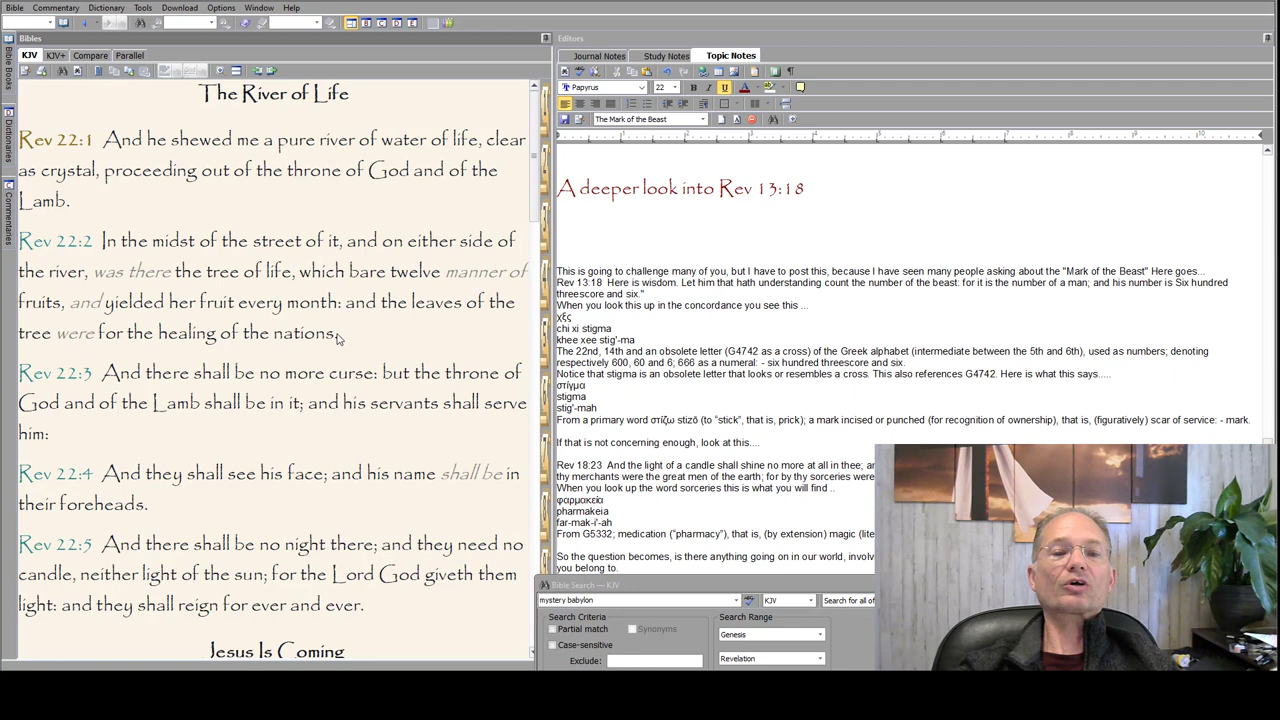 Bible Commentary Dictionary Tools Download Options Window Help
B C D E
Bibles
KJV KJV+ Compare Parallel
Bible Books
Dictionaries
Commentaries
The River of Life
Rev 22:1 And he shewed me a pure river of water of life, clear
as crystal, proceeding out of the throne of God and of the
Lamb.
Rev 22:2 In the midst of the street of it, and on either side of
the river, was there the tree of life, which bare twelve manner of
fruits, and yielded her fruit every month: and the leaves of the
tree were for the healing of the nations.
Rev 22:3 And there shall be no more curse: but the throne of
God and of the Lamb shall be in it; and his servants shall serve
him:
Rev 22:4 And they shall see his face; and his name shall be in
their foreheads.
Rev 22:5 And there shall be no night there; and they need no
candle, neither light of the sun; for the Lord God giveth them
light: and they shall reign for ever and ever.
Jesus Is Coming
Editors
Journal Notes Study Notes Topic Notes
Papyrus 22 B I U A
The Mark of the Beast
1 2 3 4 5 6 7 8 9 10
A deeper look into Rev 13:18
This is going to challenge many of you, but I have to post this, because I have seen many people asking about the "Mark of the Beast" Here goes...
Rev 13:18 Here is wisdom. Let him that hath understanding count the number of the beast: for it is the number of a man; and his number is Six hundred
threescore and six."
When you look this up in the concordance you see this ...
χξς
chi xi stigma
khee xee stig'-ma
The 22nd, 14th and an obsolete letter (G4742 as a cross) of the Greek alphabet (intermediate between the 5th and 6th), used as numbers; denoting
respectively 600, 60 and 6; 666 as a numeral: - six hundred threescore and six.
Notice that stigma is an obsolete letter that looks or resembles a cross. This also references G4742. Here is what this says.....
στίγμα
stigma
stig'-mah
From a primary word στίζω stizō (to “stick”, that is, prick); a mark incised or punched (for recognition of ownership), that is, (figuratively) scar of service: - mark.
If that is not concerning enough, look at this....
Rev 18:23 And the light of a candle shall shine no more at all in thee;
thy merchants were the great men of the earth; for by thy sorceries were
When you look up the word sorceries this is what you will find ..
φαρμακεία
pharmakeia
far-mak-i'-ah
From G5332; medication (“pharmacy”), that is, (by extension) magic
So the question becomes, is there anything going on in our world,
you belong to.
Bible Search — KJV
mystery babylon KJV Search for all of
Search Criteria Search Range
Partial match Synonyms Genesis
Case-sensitive
Exclude: Revelation